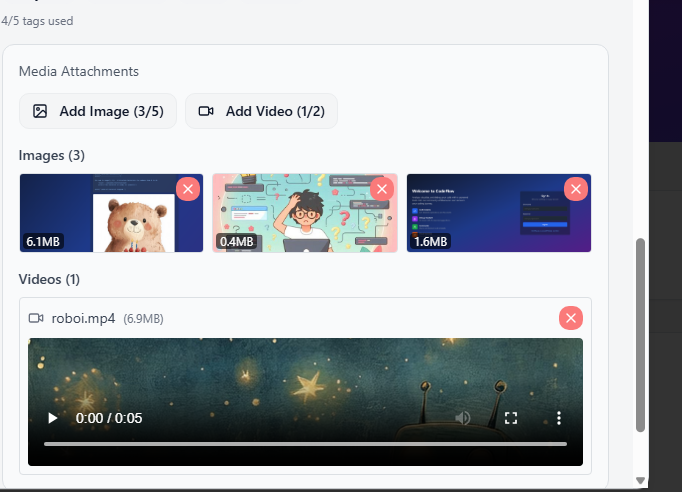 4/5 tags used
Media Attachments
Add Image (3/5)
Add Video (1/2)
Images (3)
6.1MB
0.4MB
Welcome to CodeFlow
1.6MB
Videos (1)
roboi.mp4 (6.9MB)
0:00 / 0:05